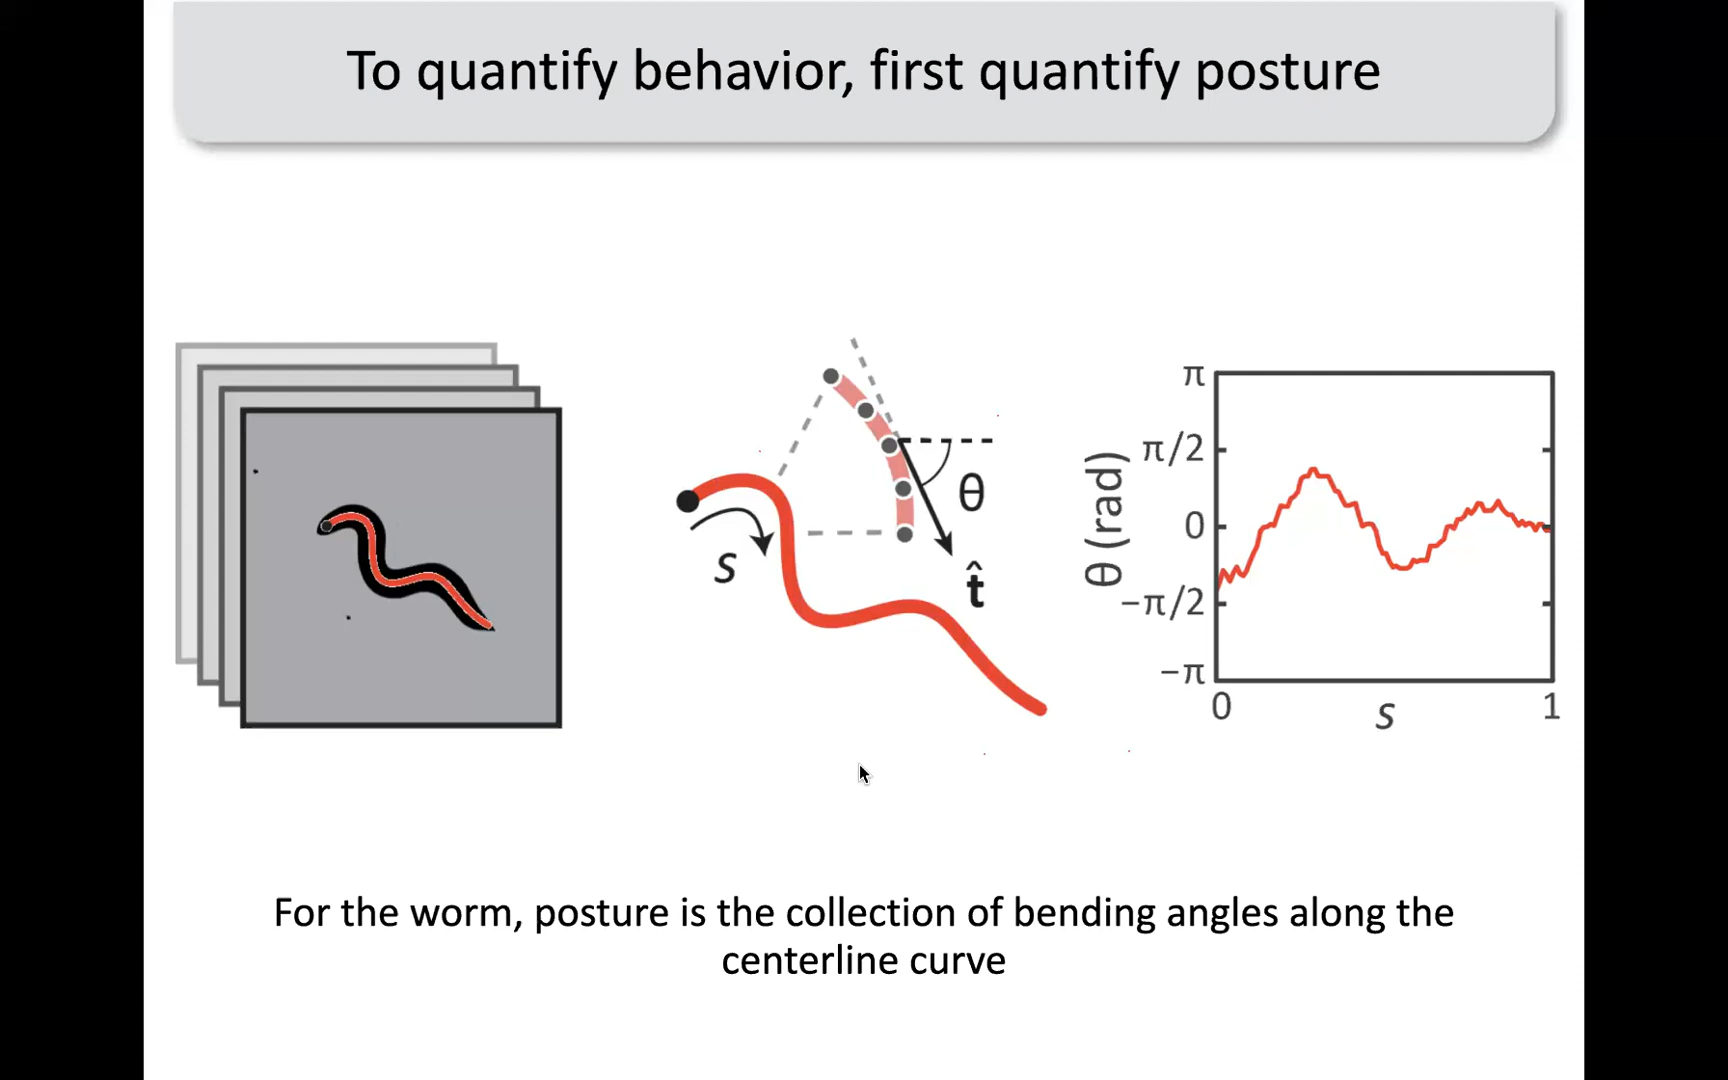 To quantify behavior, first quantify posture
s
θ
t̂
θ (rad)
π
π/2
0
−π/2
−π
0
s
1
For the worm, posture is the collection of bending angles along the
centerline curve